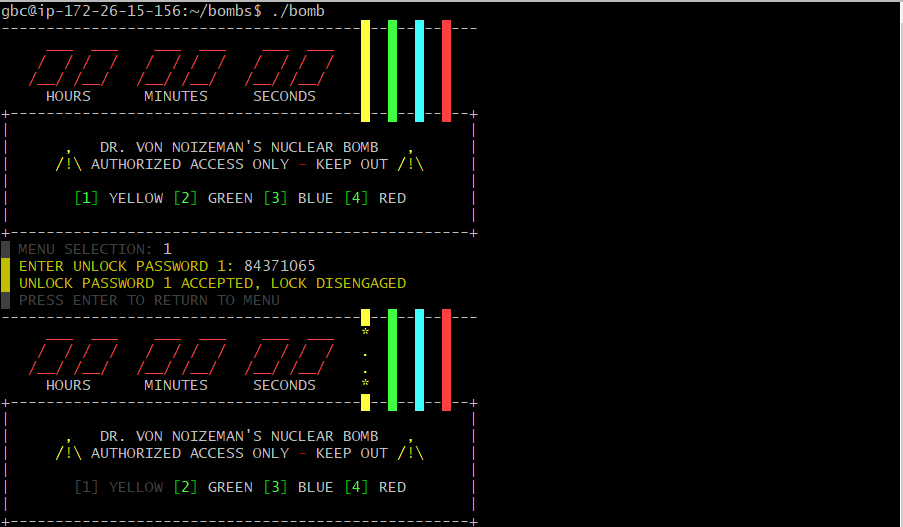 gbc@ip-172-26-15-156:~/bombs$ ./bomb
HOURS MINUTES SECONDS
, DR. VON NOIZEMAN'S NUCLEAR BOMB ,
/!\ AUTHORIZED ACCESS ONLY - KEEP OUT /!\
[1] YELLOW [2] GREEN [3] BLUE [4] RED
MENU SELECTION: 1
ENTER UNLOCK PASSWORD 1: 84371065
UNLOCK PASSWORD 1 ACCEPTED, LOCK DISENGAGED
PRESS ENTER TO RETURN TO MENU
HOURS MINUTES SECONDS
, DR. VON NOIZEMAN'S NUCLEAR BOMB ,
/!\ AUTHORIZED ACCESS ONLY - KEEP OUT /!\
[1] YELLOW [2] GREEN [3] BLUE [4] RED